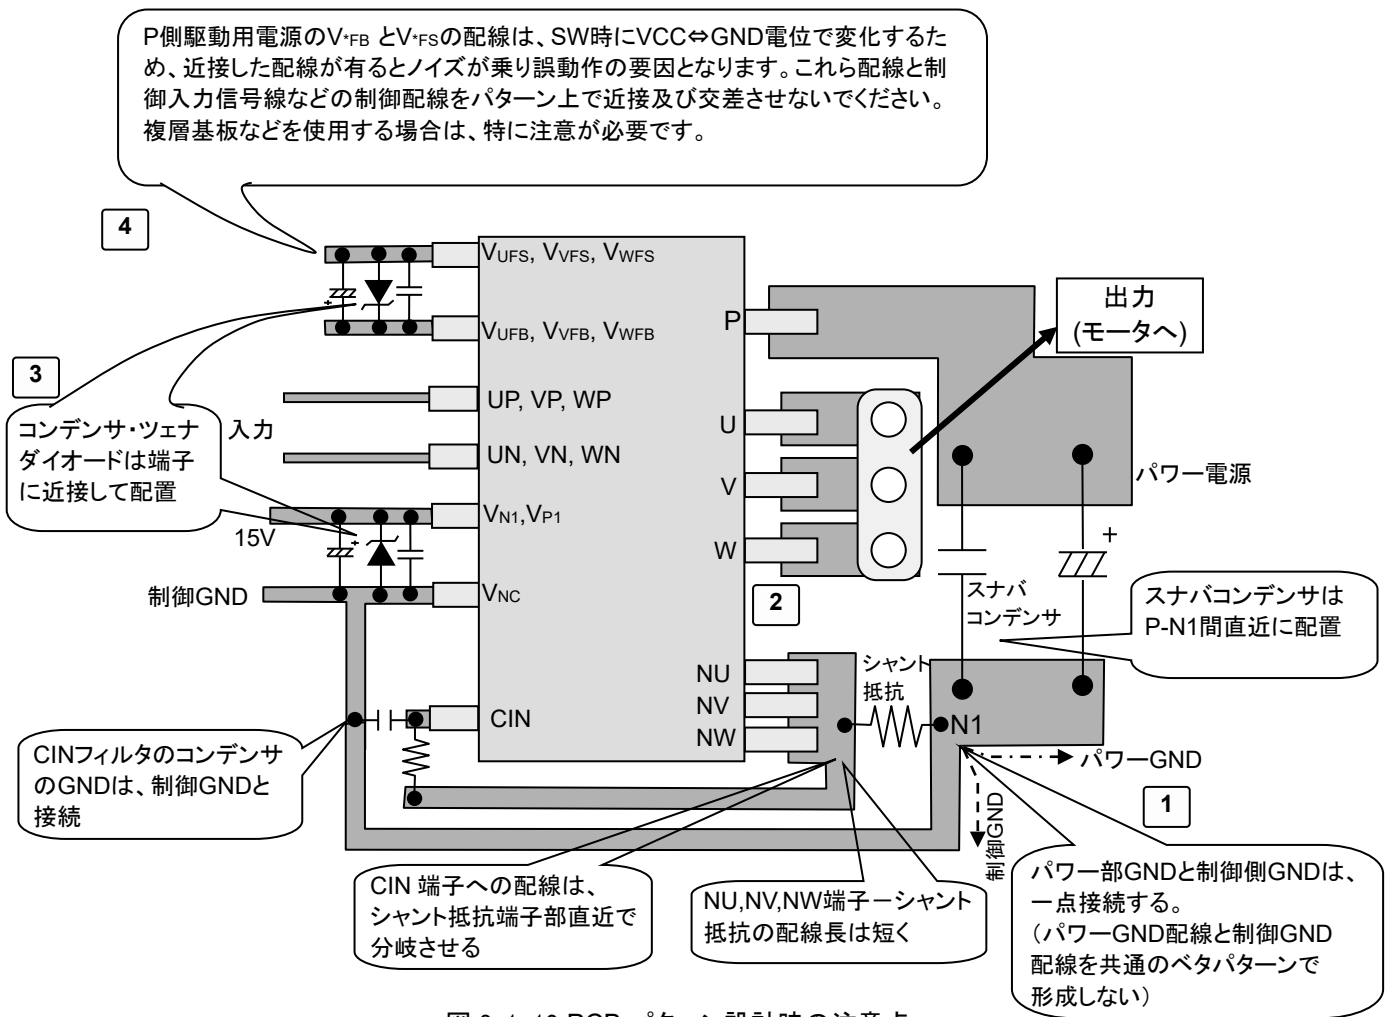 P側駆動用電源のV*FB とV*FSの配線は、SW時にVCC⇔GND電位で変化するた
め、近接した配線が有るとノイズが乗り誤動作の要因となります。これら配線と制
御入力信号線などの制御配線をパターン上で近接及び交差させないでください。
複層基板などを使用する場合は、特に注意が必要です。
4
VUFS, VVFS, VWFS
VUFB, VVFB, VWFB
P
出力
(モータへ)
3
コンデンサ・ツェナ
ダイオードは端子
に近接して配置
入力
UP, VP, WP
UN, VN, WN
U
V
W
パワー電源
15V
VN1,VP1
+
+
+
制御GND
VNC
2
スナバ
コンデンサ
スナバコンデンサは
P-N1間直近に配置
NU
NV
NW
シャント
抵抗
N1
CIN
CINフィルタのコンデンサ
のGNDは、制御GNDと
接続
パワーGND
制御GND
1
CIN 端子への配線は、
シャント抵抗端子部直近で
分岐させる
NU,NV,NW端子－シャント
抵抗の配線長は短く
パワー部GNDと制御側GNDは、
一点接続する。
（パワーGND配線と制御GND
配線を共通のベタパターンで
形成しない）